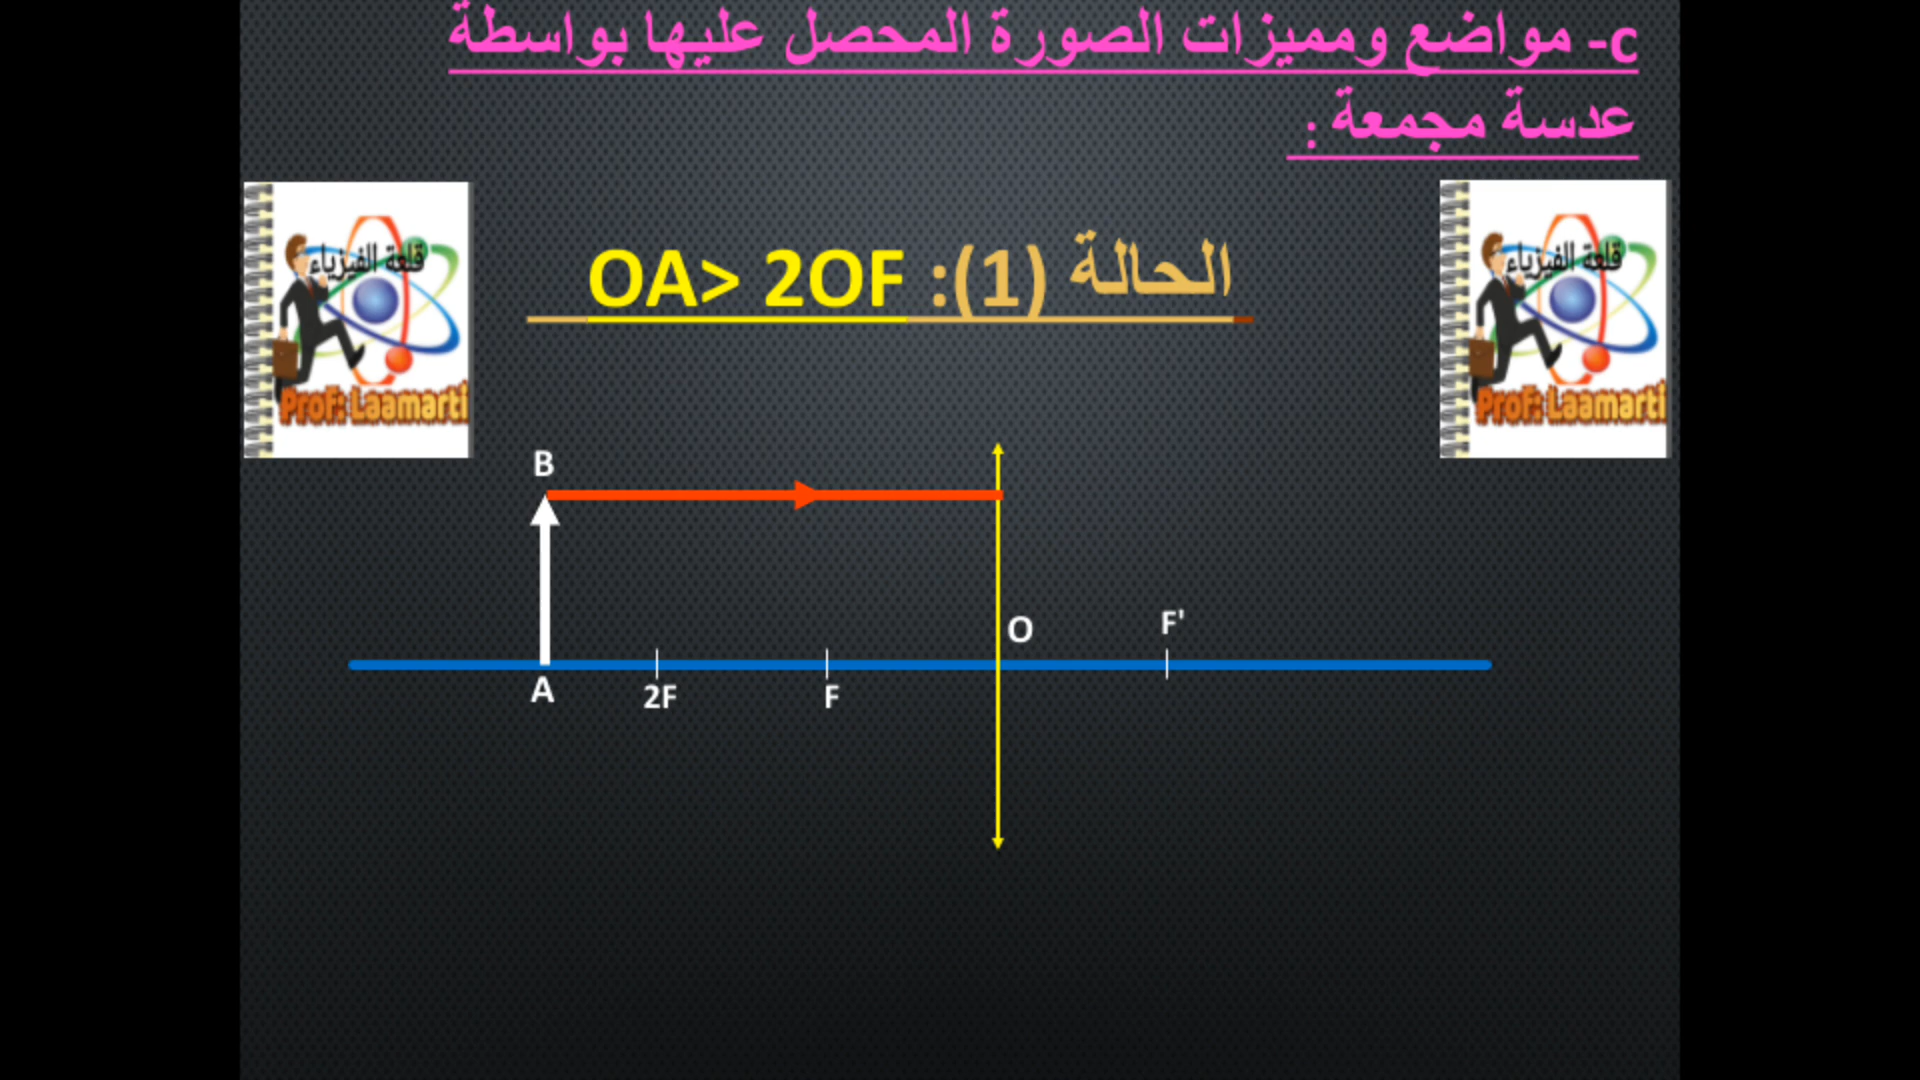 c- مواضع ومميزات الصورة المحصل عليها بواسطة
عدسة مجمعة :
الحالة (1): OA> 2OF
قلعة الفيزياء
Prof: Laamarti
قلعة الفيزياء
Prof: Laamarti
B
O
F'
A
2F
F